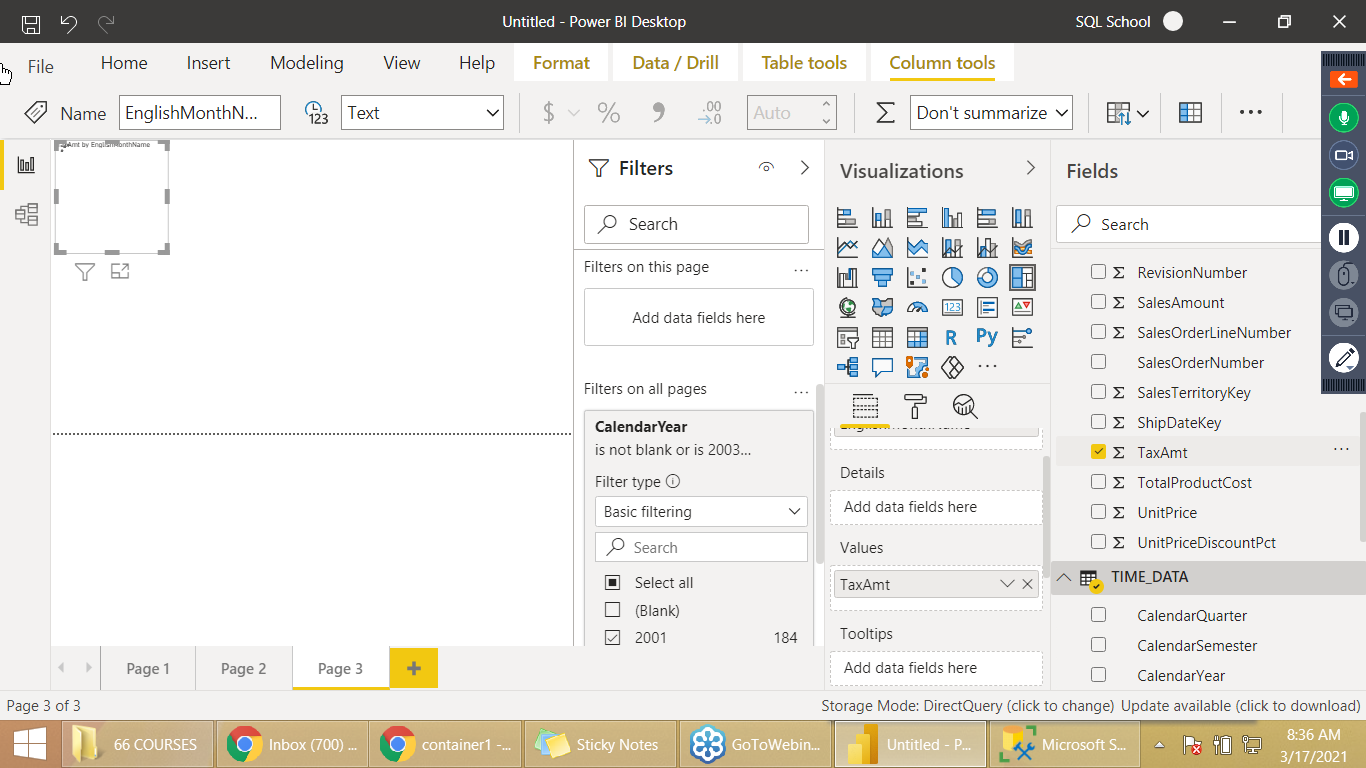 Untitled - Power BI Desktop
SQL School
File
Home
Insert
Modeling
View
Help
Format
Data / Drill
Table tools
Column tools
Name
EnglishMonthN...
123
Text
$
%
.00
Auto
Don't summarize
Amt by EnglishMonthName
Filters
Search
Filters on this page
Add data fields here
Filters on all pages
CalendarYear
is not blank or is 2003...
Filter type
Basic filtering
Search
Select all
(Blank)
2001 184
Visualizations
123
R
Py
Details
Add data fields here
Values
TaxAmt
Tooltips
Add data fields here
Fields
Search
RevisionNumber
SalesAmount
SalesOrderLineNumber
SalesOrderNumber
SalesTerritoryKey
ShipDateKey
TaxAmt
TotalProductCost
UnitPrice
UnitPriceDiscountPct
TIME_DATA
CalendarQuarter
CalendarSemester
CalendarYear
Page 1
Page 2
Page 3
Page 3 of 3
Storage Mode: DirectQuery (click to change)
Update available (click to download)
66 COURSES
Inbox (700) ...
container1 -...
Sticky Notes
GoToWebin...
Untitled - P...
Microsoft S...
8:36 AM
3/17/2021